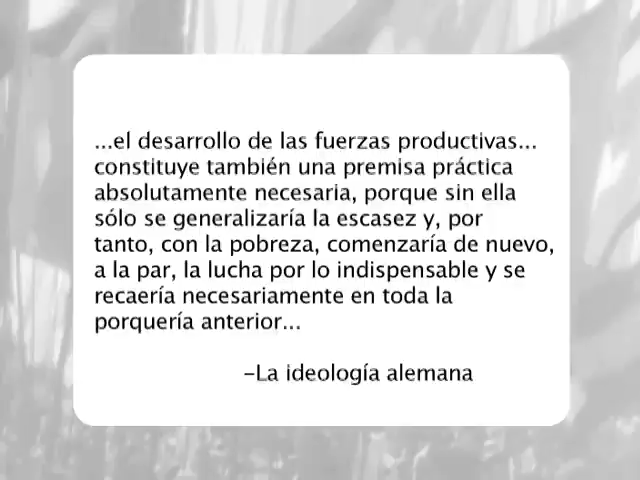 ...el desarrollo de las fuerzas productivas...
constituye también una premisa práctica
absolutamente necesaria, porque sin ella
sólo se generalizaría la escasez y, por
tanto, con la pobreza, comenzaría de nuevo,
a la par, la lucha por lo indispensable y se
recaería necesariamente en toda la
porquería anterior...
–La ideología alemana